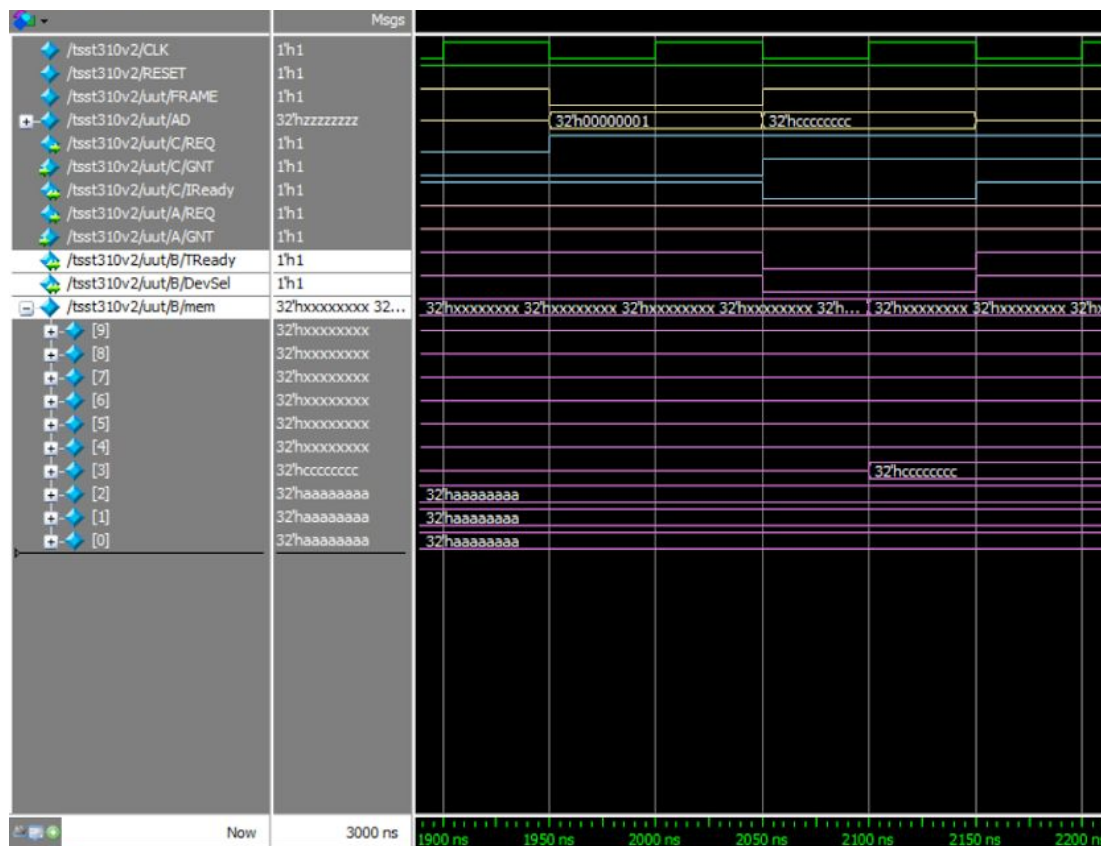 Msgs
/tsst310v2/CLK 1'h1
/tsst310v2/RESET 1'h1
/tsst310v2/uut/FRAME 1'h1
/tsst310v2/uut/AD 32'hzzzzzzzz 32'h00000001 32'hcccccccc
/tsst310v2/uut/C/REQ 1'h1
/tsst310v2/uut/C/GNT 1'h1
/tsst310v2/uut/C/IReady 1'h1
/tsst310v2/uut/A/REQ 1'h1
/tsst310v2/uut/A/GNT 1'h1
/tsst310v2/uut/B/TReady 1'h1
/tsst310v2/uut/B/DevSel 1'h1
/tsst310v2/uut/B/mem 32'hxxxxxxxx 32... 32'hxxxxxxxx 32'hxxxxxxxx 32'hxxxxxxxx 32'hxxxxxxxx 32'h... 32'hxxxxxxxx 32'hxxxxxxxx 32'hx
[9] 32'hxxxxxxxx
[8] 32'hxxxxxxxx
[7] 32'hxxxxxxxx
[6] 32'hxxxxxxxx
[5] 32'hxxxxxxxx
[4] 32'hxxxxxxxx
[3] 32'hcccccccc 32'hcccccccc
[2] 32'haaaaaaaa 32'haaaaaaaa
[1] 32'haaaaaaaa 32'haaaaaaaa
[0] 32'haaaaaaaa 32'haaaaaaaa
Now 3000 ns 1900 ns 1950 ns 2000 ns 2050 ns 2100 ns 2150 ns 2200 n